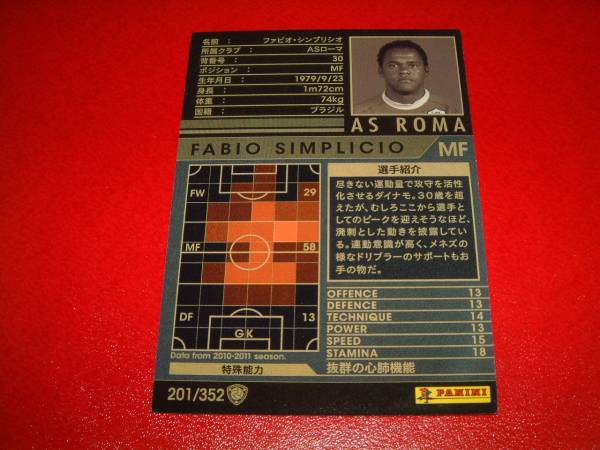 名前 : ファビオ・シンプリシオ
所属クラブ : ASローマ
背番号 : 30
ポジション : MF
生年月日 : 1979/9/23
身長 : 1m72cm
体重 : 74kg
国籍 : ブラジル
AS ROMA
FABIO SIMPLICIO MF
FW 29
MF 58
DF 13
GK
Data from 2010-2011 season.
選手紹介
尽きない運動量で攻守を活性
化させるダイナモ。30歳を超
えたが、むしろここから選手と
してのピークを迎えそうなほど、
溌剌とした動きを披露してい
る。連動意識が高く、メネズの
様なドリブラーのサポートもお
手の物だ。
OFFENCE 13
DEFENCE 13
TECHNIQUE 14
POWER 13
SPEED 15
STAMINA 18
特殊能力 抜群の心肺機能
201/352
PANINI